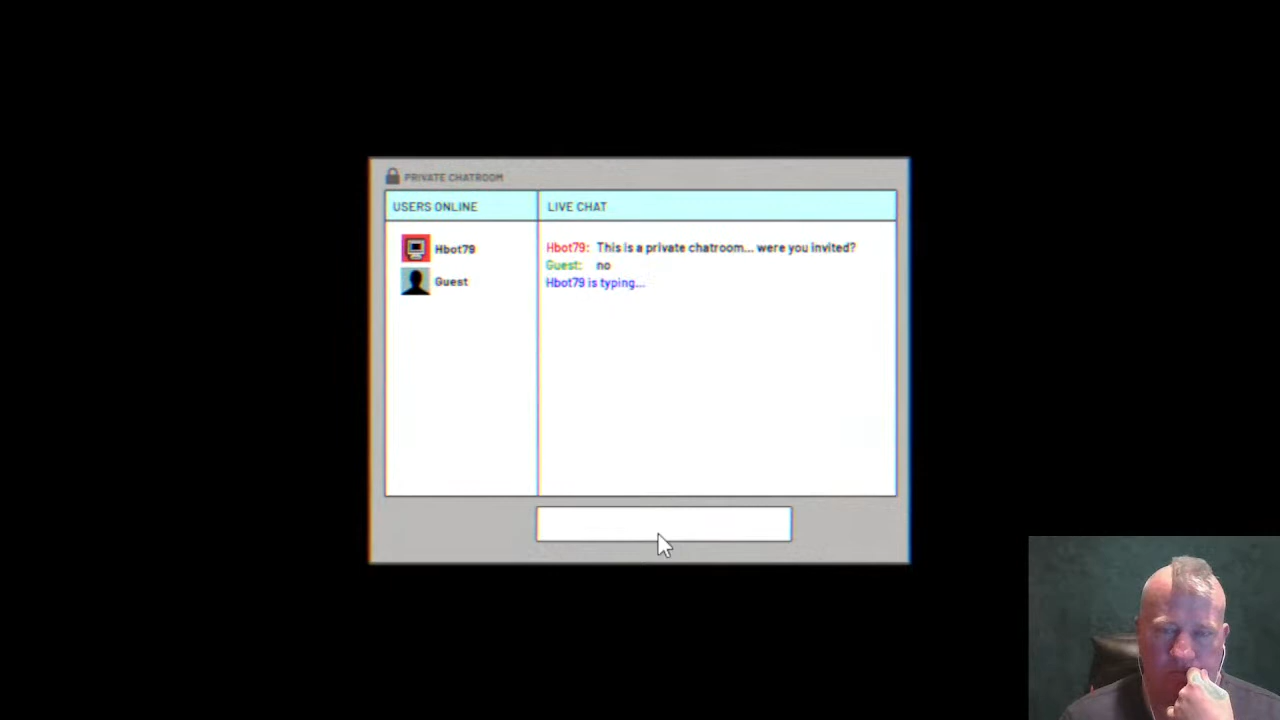 PRIVATE CHATROOM
USERS ONLINE
Hbot79
Guest
LIVE CHAT
Hbot79: This is a private chatroom... were you invited?
Guest: no
Hbot79 is typing...